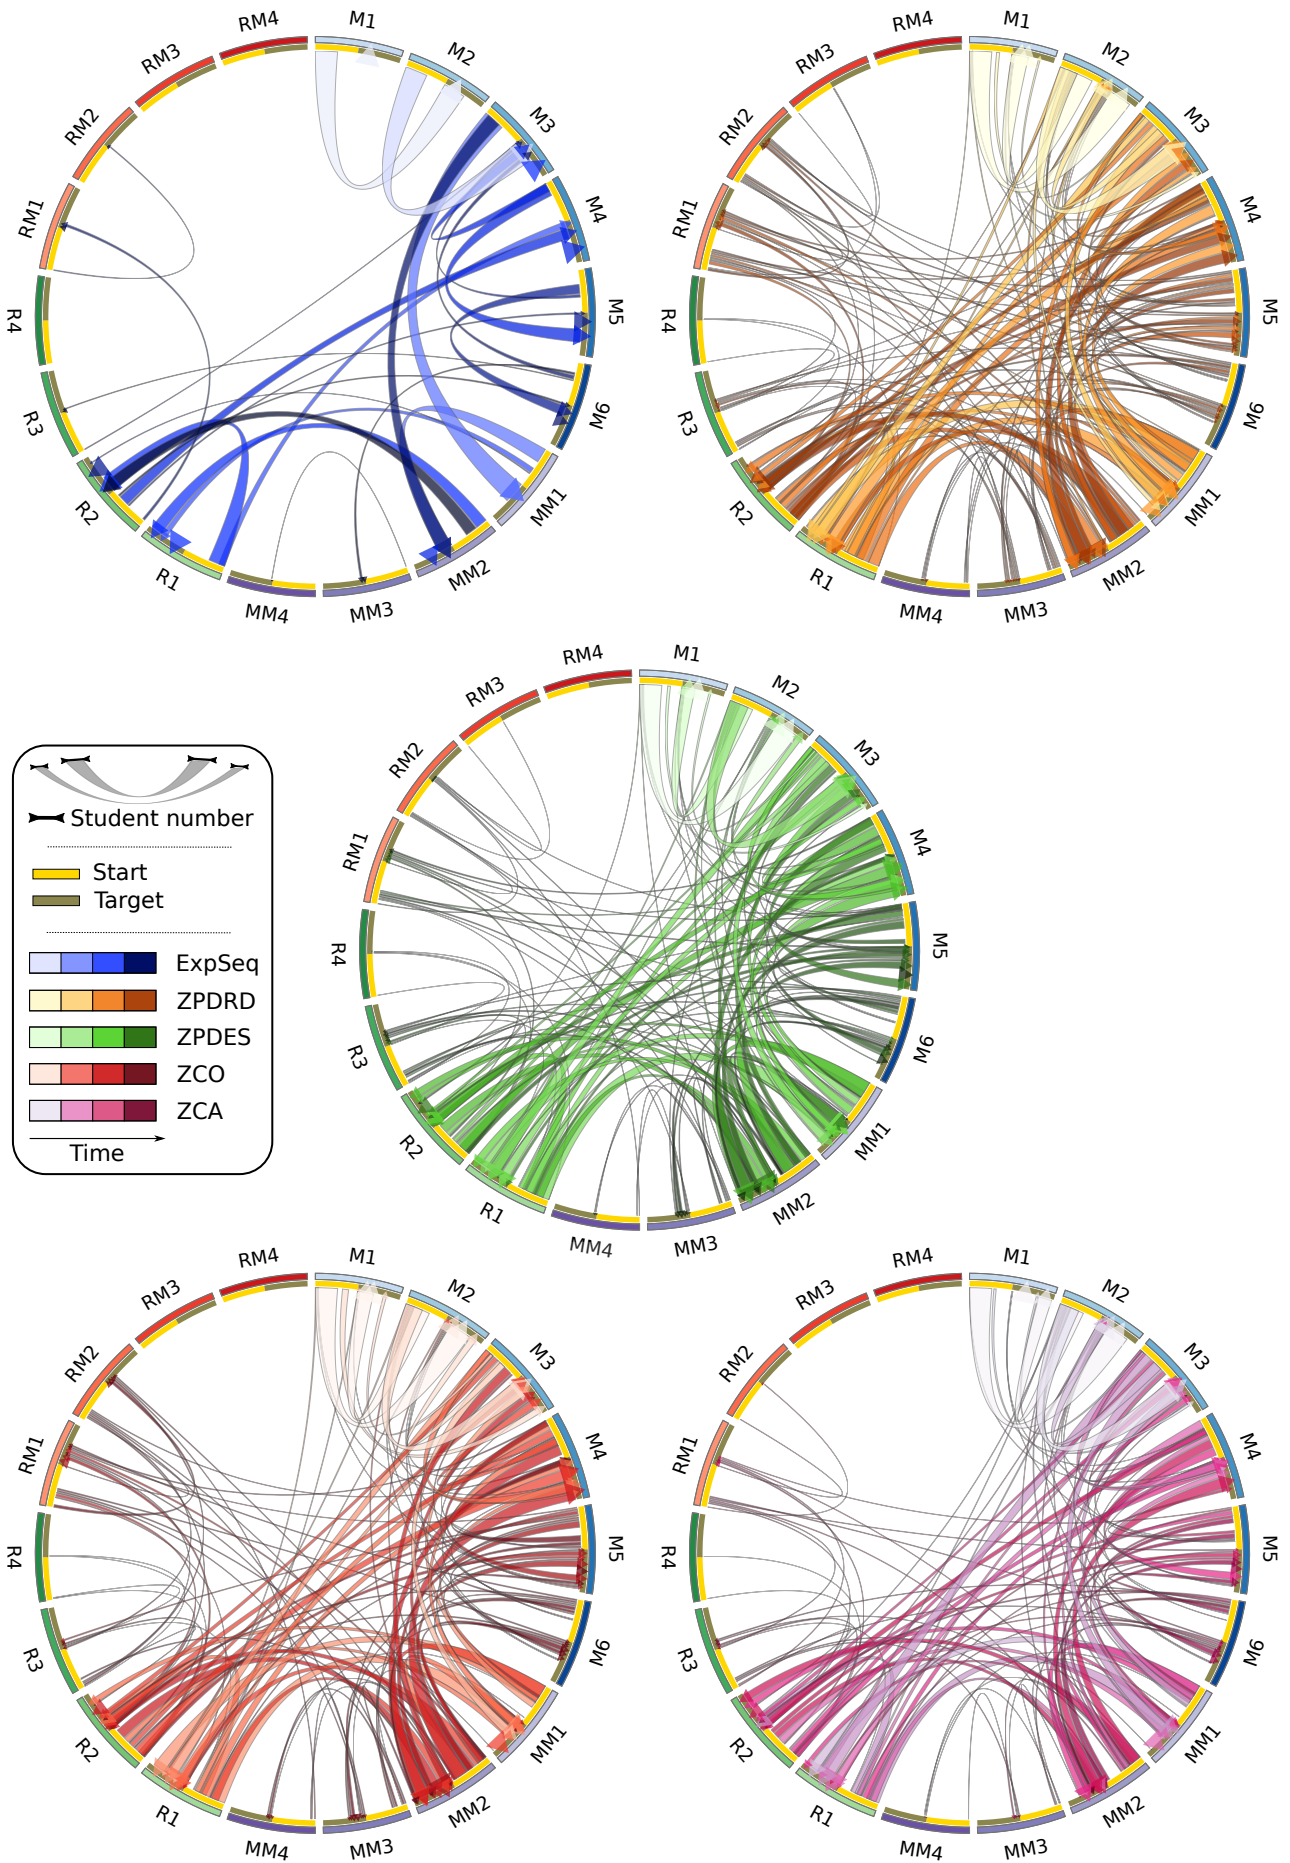 RM4 M1
RM3 M2
RM2 M3
RM1 M4
R4 M5
R3 M6
R2 MM1
R1 MM2
MM4 MM3
RM4 M1
RM3 M2
RM2 M3
RM1 M4
R4 M5
R3 M6
R2 MM1
R1 MM2
MM4 MM3
RM4 M1
RM3 M2
RM2 M3
RM1 M4
R4 M5
R3 M6
R2 MM1
R1 MM2
MM4 MM3
Student number
Start
Target
ExpSeq
ZPDRD
ZPDES
ZCO
ZCA
Time
RM4 M1
RM3 M2
RM2 M3
RM1 M4
R4 M5
R3 M6
R2 MM1
R1 MM2
MM4 MM3
RM4 M1
RM3 M2
RM2 M3
RM1 M4
R4 M5
R3 M6
R2 MM1
R1 MM2
MM4 MM3